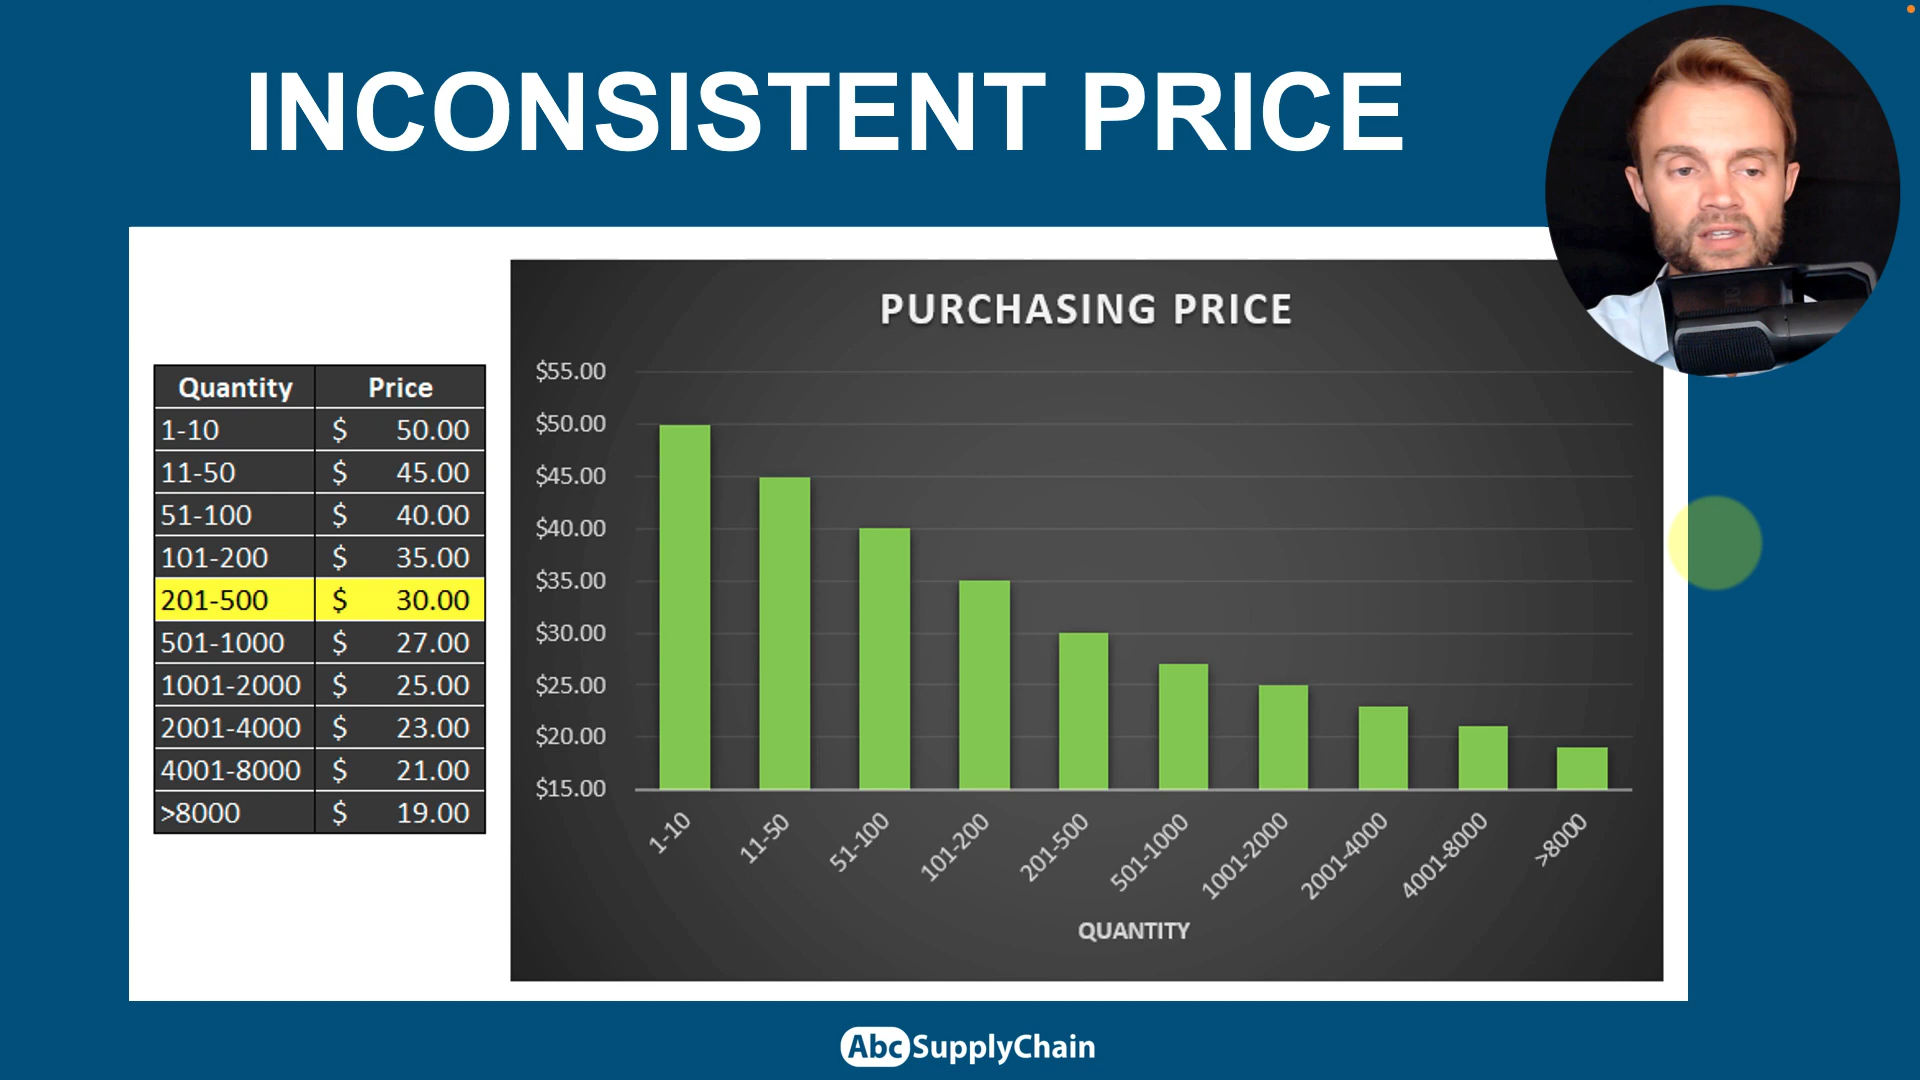 INCONSISTENT PRICE
Quantity Price
1-10 $ 50.00
11-50 $ 45.00
51-100 $ 40.00
101-200 $ 35.00
201-500 $ 30.00
501-1000 $ 27.00
1001-2000 $ 25.00
2001-4000 $ 23.00
4001-8000 $ 21.00
>8000 $ 19.00
PURCHASING PRICE
$55.00
$50.00
$45.00
$40.00
$35.00
$30.00
$25.00
$20.00
$15.00
1-10 11-50 51-100 101-200 201-500 501-1000 1001-2000 2001-4000 4001-8000 >8000
QUANTITY
Abc SupplyChain